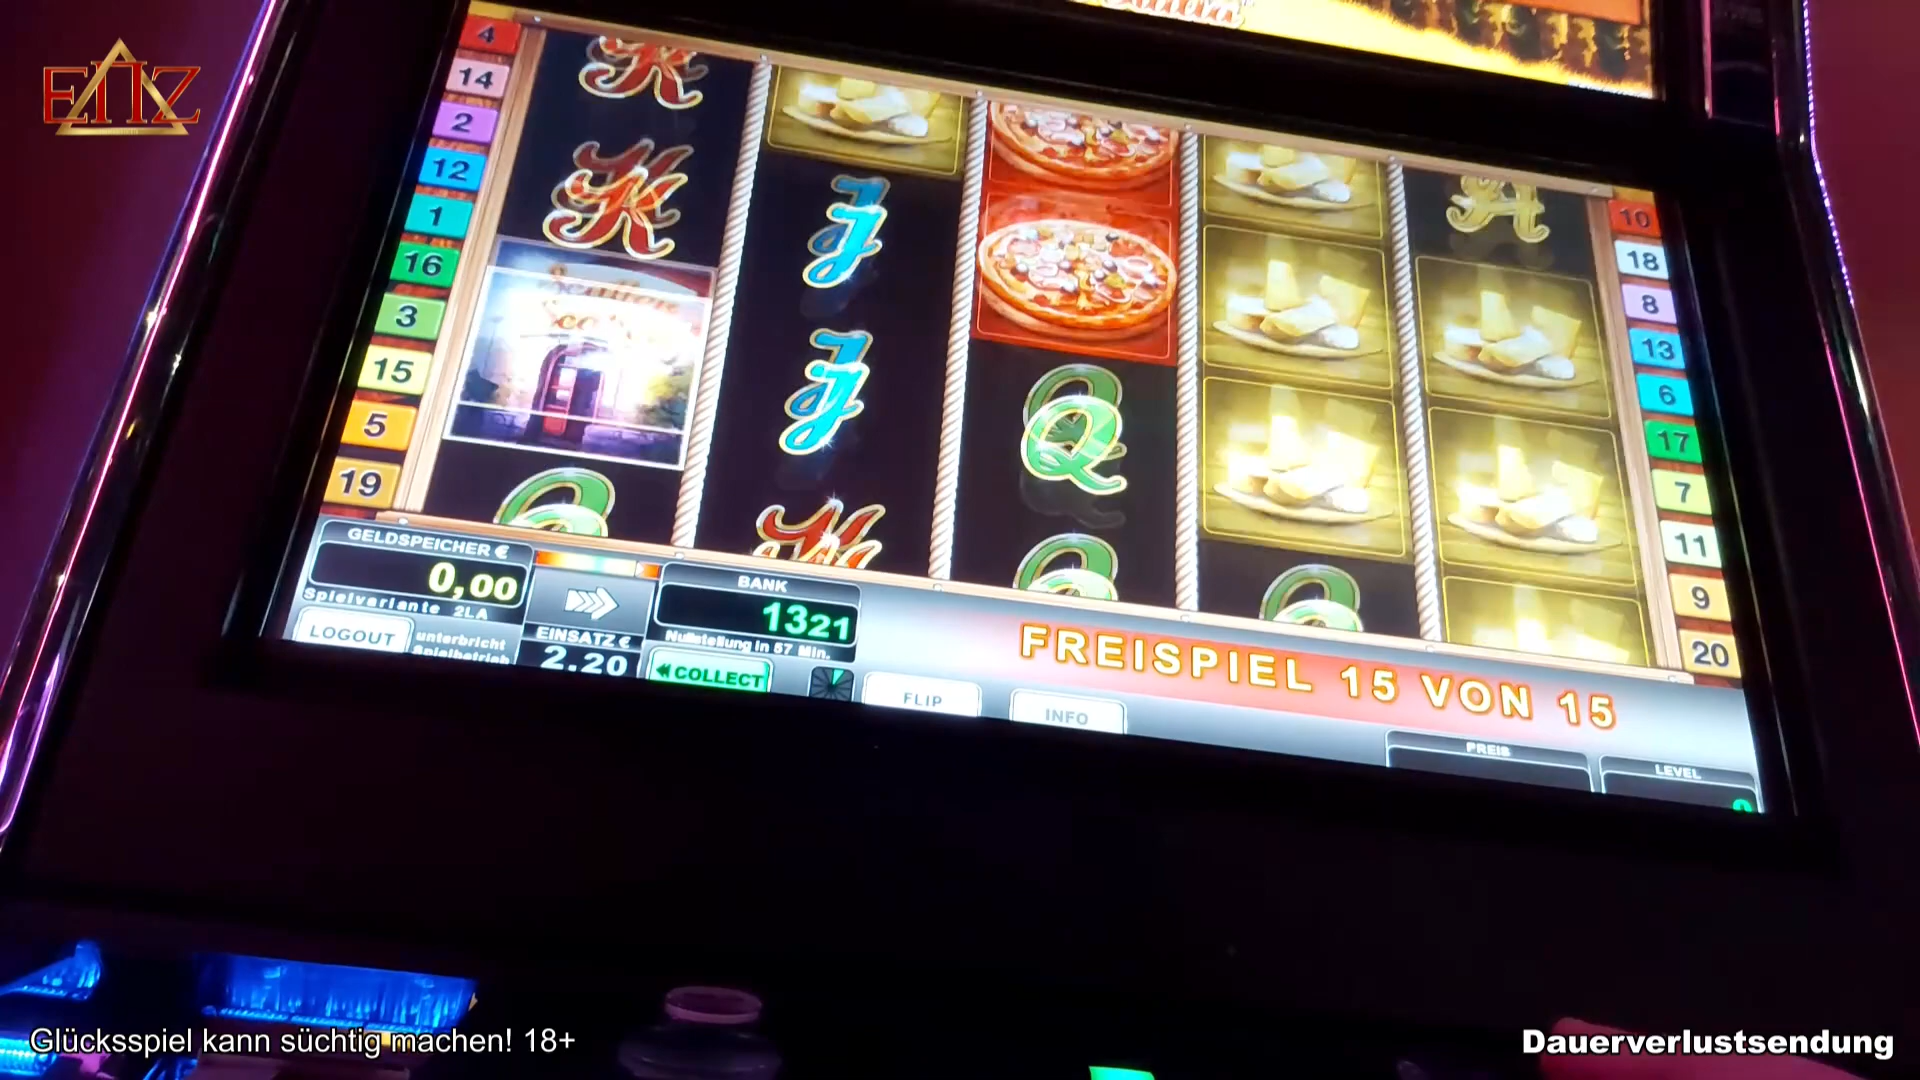 ENZ
4
14
2
12
1
16
3
15
5
19
10
18
8
13
6
17
7
11
9
20
K
K
J
J
Q
Q
A
GELDSPEICHER €
0,00
Spielvariante 2LA
LOGOUT
unterbricht
Spielbetrieb
EINSATZ €
2.20
BANK
1321
Nullstellung in 57 Min.
COLLECT
FLIP
INFO
FREISPIEL 15 VON 15
PREIS
LEVEL
0
Glücksspiel kann süchtig machen! 18+
Dauerverlustsendung